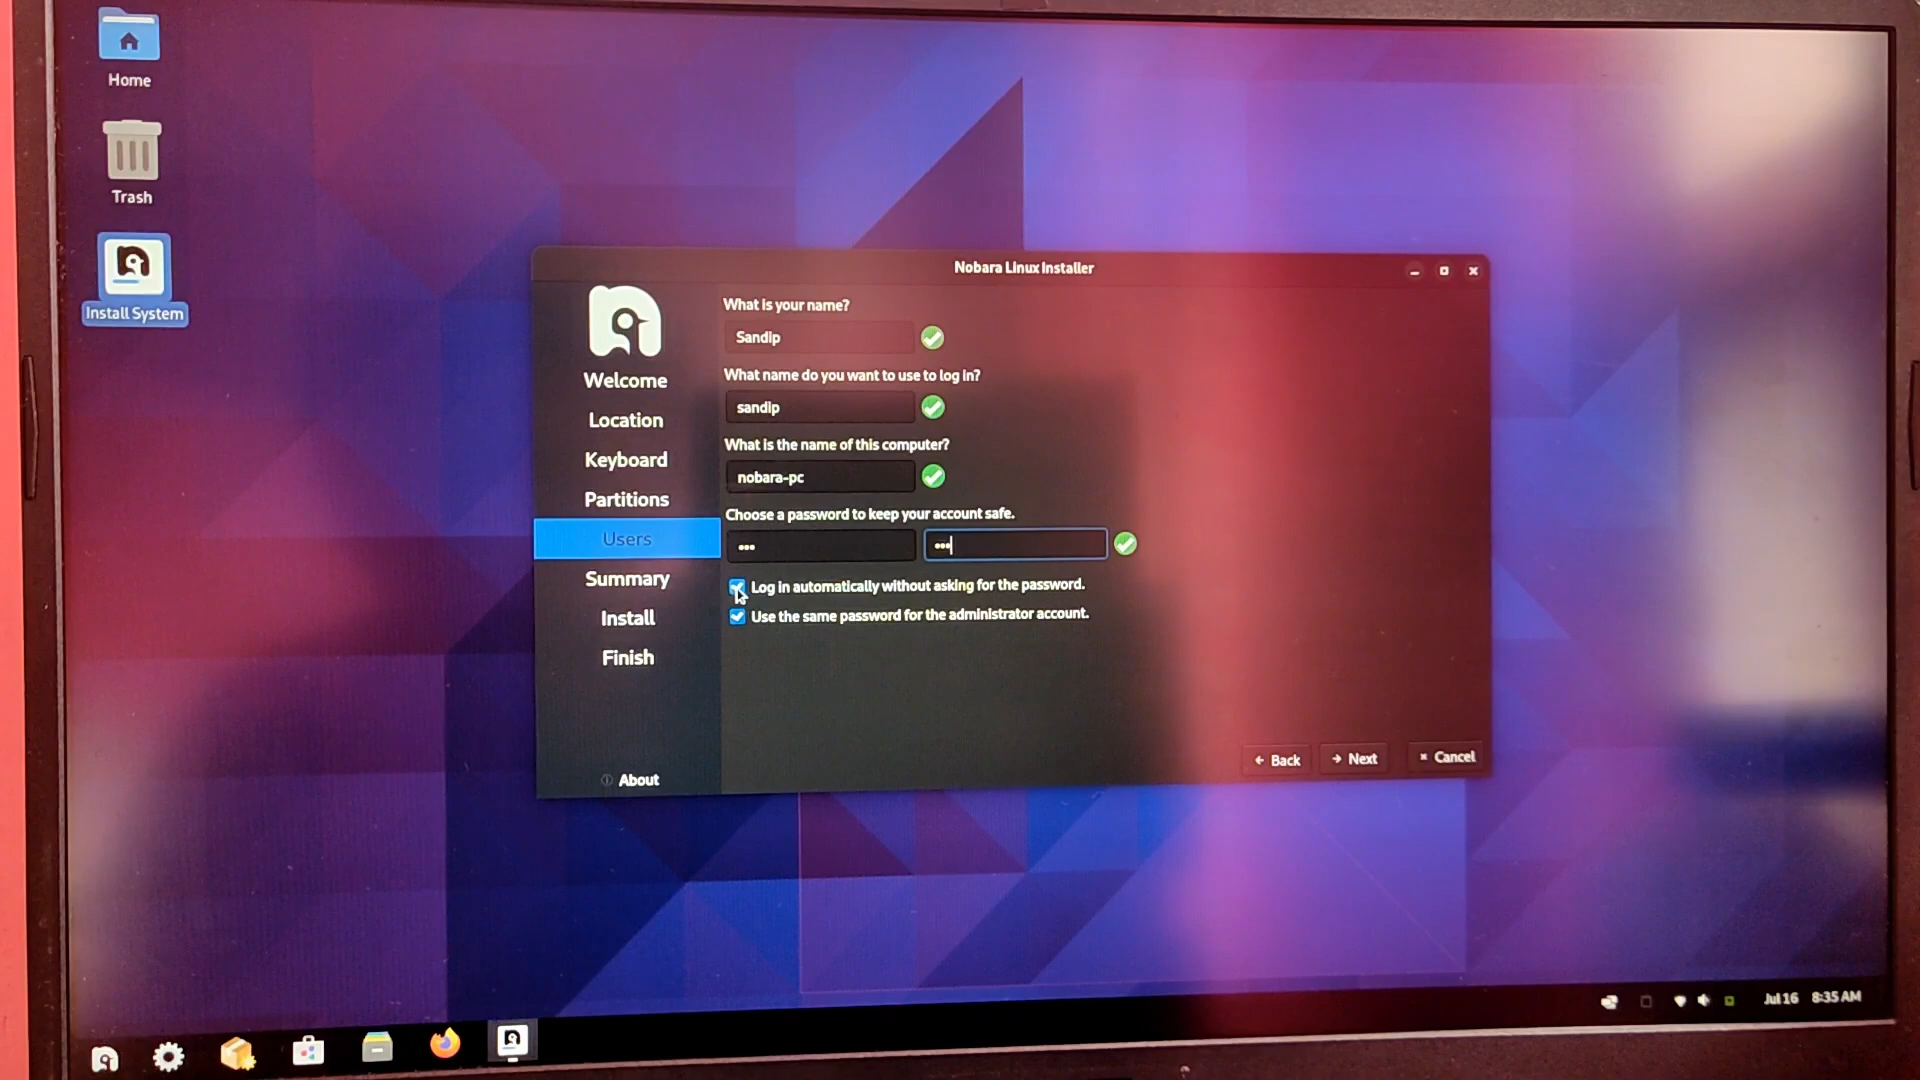 Home
Trash
Install System
Nobara Linux Installer
Welcome
Location
Keyboard
Partitions
Users
Summary
Install
Finish
About
What is your name?
Sandip
What name do you want to use to log in?
sandip
What is the name of this computer?
nobara-pc
Choose a password to keep your account safe.
Log in automatically without asking for the password.
Use the same password for the administrator account.
Back
Next
Cancel
Jul 16 8:35 AM